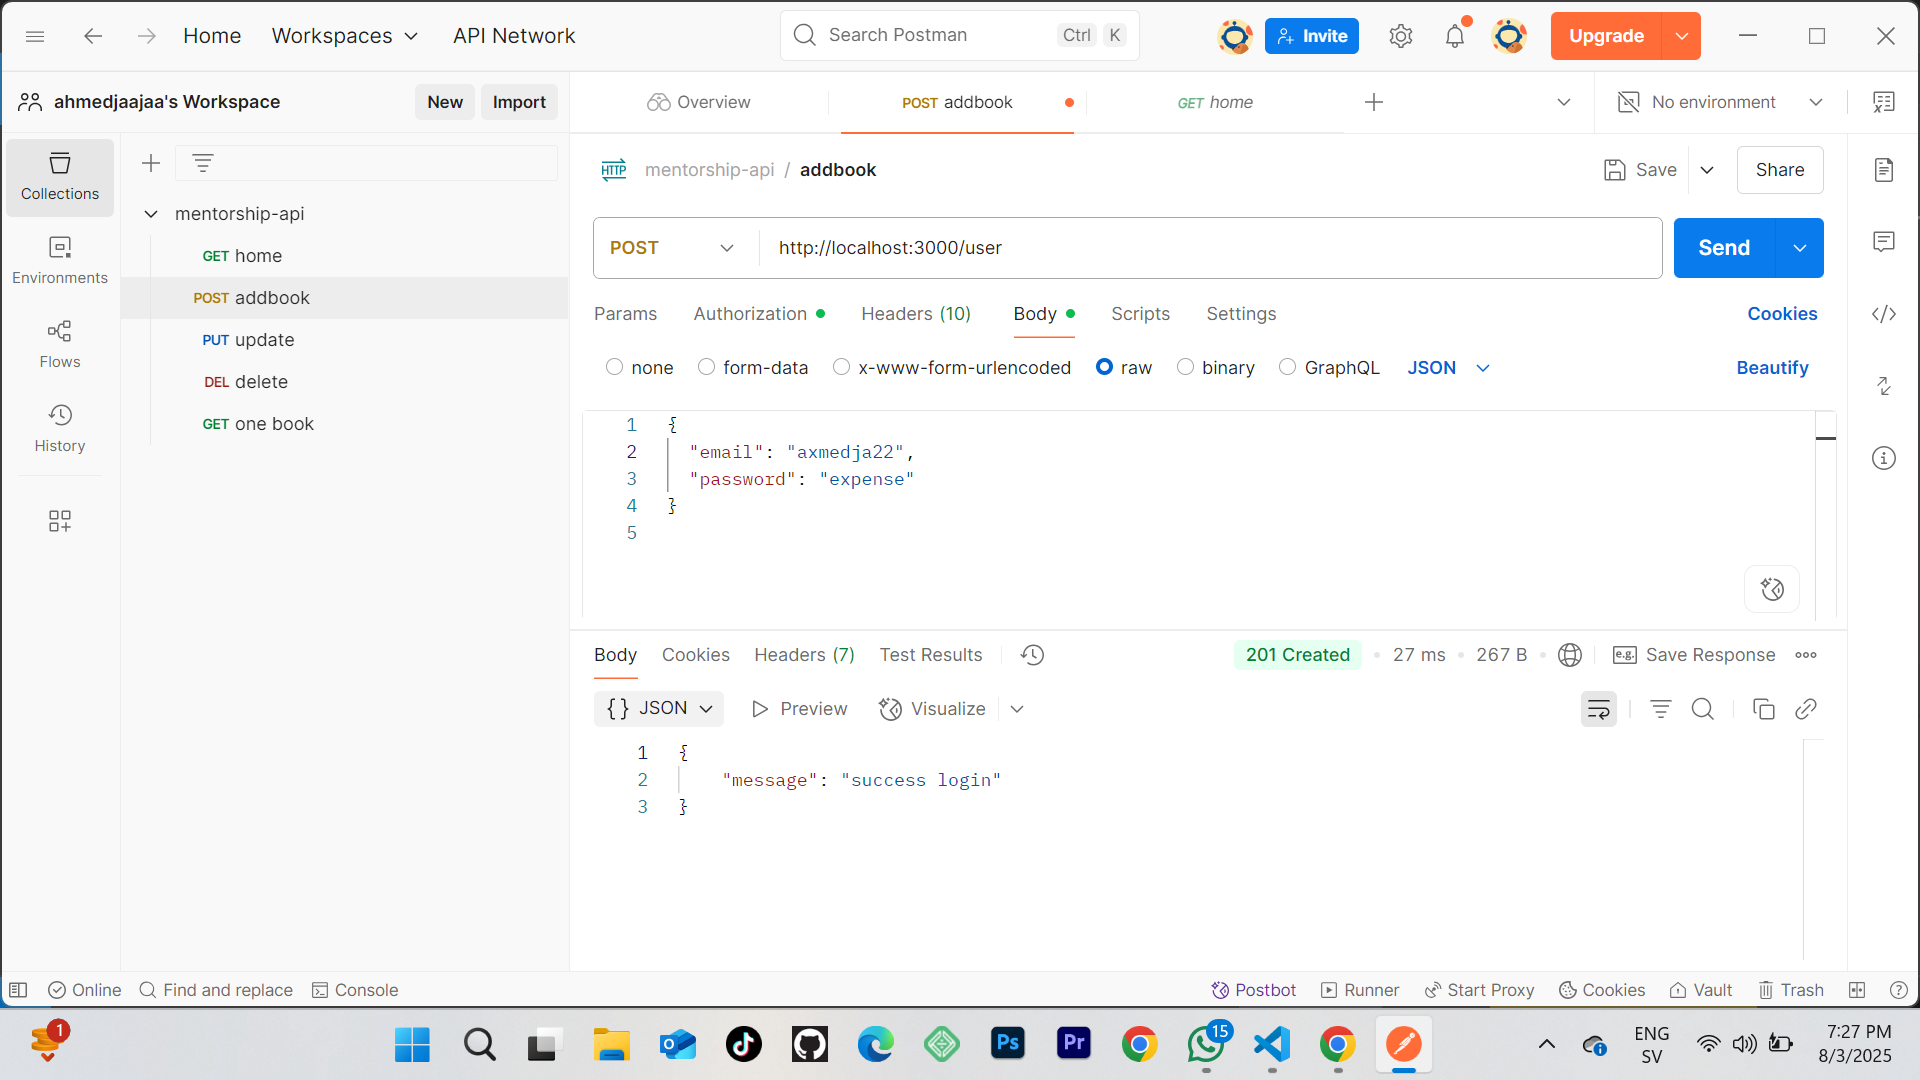 Home
Workspaces
API Network
Search Postman
Ctrl K
Invite
Upgrade
ahmedjaajaa's Workspace
New
Import
Overview
POST addbook
GET home
No environment
Collections
Environments
Flows
History
mentorship-api
GET home
POST addbook
PUT update
DEL delete
GET one book
HTTP
mentorship-api / addbook
Save
Share
POST
http://localhost:3000/user
Send
Params
Authorization
Headers (10)
Body
Scripts
Settings
Cookies
none
form-data
x-www-form-urlencoded
raw
binary
GraphQL
JSON
Beautify
1 {
2 "email": "axmedja22",
3 "password": "expense"
4 }
5
Body
Cookies
Headers (7)
Test Results
201 Created
27 ms
267 B
e.g.
Save Response
{} JSON
Preview
Visualize
1 {
2 "message": "success login"
3 }
Online
Find and replace
Console
Postbot
Runner
Start Proxy
Cookies
Vault
Trash
1
Ps
Pr
15
ENG
SV
7:27 PM
8/3/2025